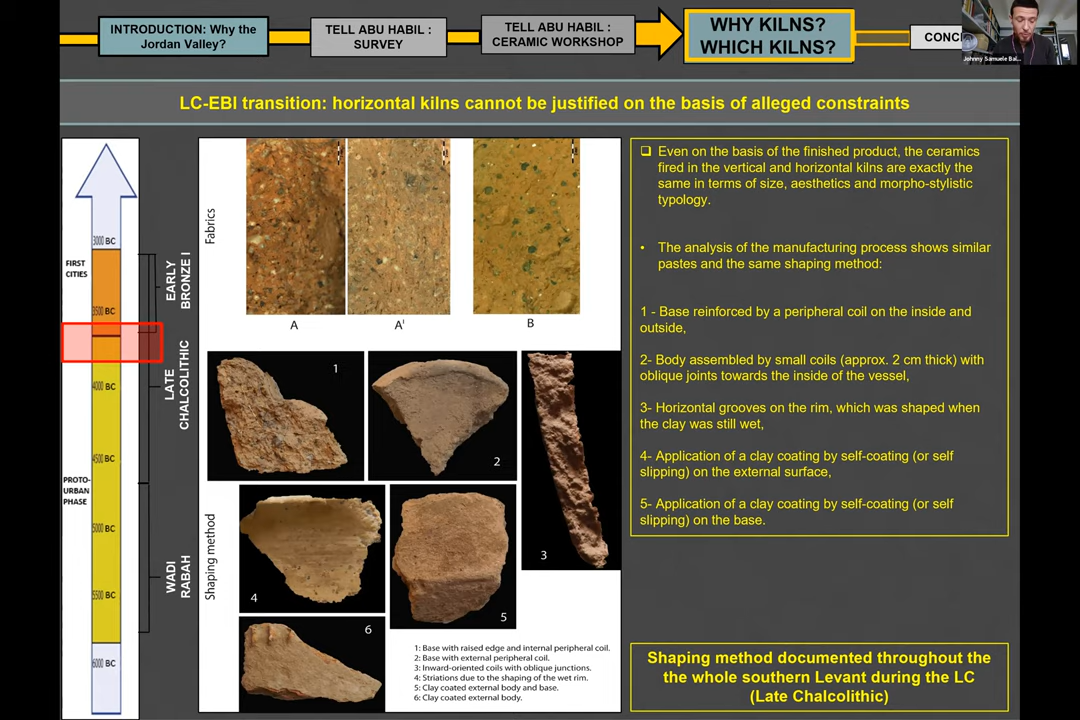 INTRODUCTION: Why the
Jordan Valley?
TELL ABU HABIL :
SURVEY
TELL ABU HABIL :
CERAMIC WORKSHOP
WHY KILNS?
WHICH KILNS?
CONC
Johnny Samuele Bal...
LC-EBI transition: horizontal kilns cannot be justified on the basis of alleged constraints
3000 BC
FIRST
CITIES
3500 BC
4000 BC
4500 BC
PROTO-
URBAN
PHASE
5000 BC
5500 BC
6000 BC
EARLY
BRONZE I
LATE
CHALCOLITHIC
WADI
RABAH
Fabrics
A
A'
B
Shaping method
1
2
3
4
5
6
1: Base with raised edge and internal peripheral coil.
2: Base with external peripheral coil.
3: Inward-oriented coils with oblique junctions.
4: Striations due to the shaping of the wet rim.
5: Clay coated external body and base.
6: Clay coated external body.
❑ Even on the basis of the finished product, the ceramics
fired in the vertical and horizontal kilns are exactly the
same in terms of size, aesthetics and morpho-stylistic
typology.
• The analysis of the manufacturing process shows similar
pastes and the same shaping method:
1 - Base reinforced by a peripheral coil on the inside and
outside,
2- Body assembled by small coils (approx. 2 cm thick) with
oblique joints towards the inside of the vessel,
3- Horizontal grooves on the rim, which was shaped when
the clay was still wet,
4- Application of a clay coating by self-coating (or self
slipping) on the external surface,
5- Application of a clay coating by self-coating (or self
slipping) on the base.
Shaping method documented throughout the
the whole southern Levant during the LC
(Late Chalcolithic)